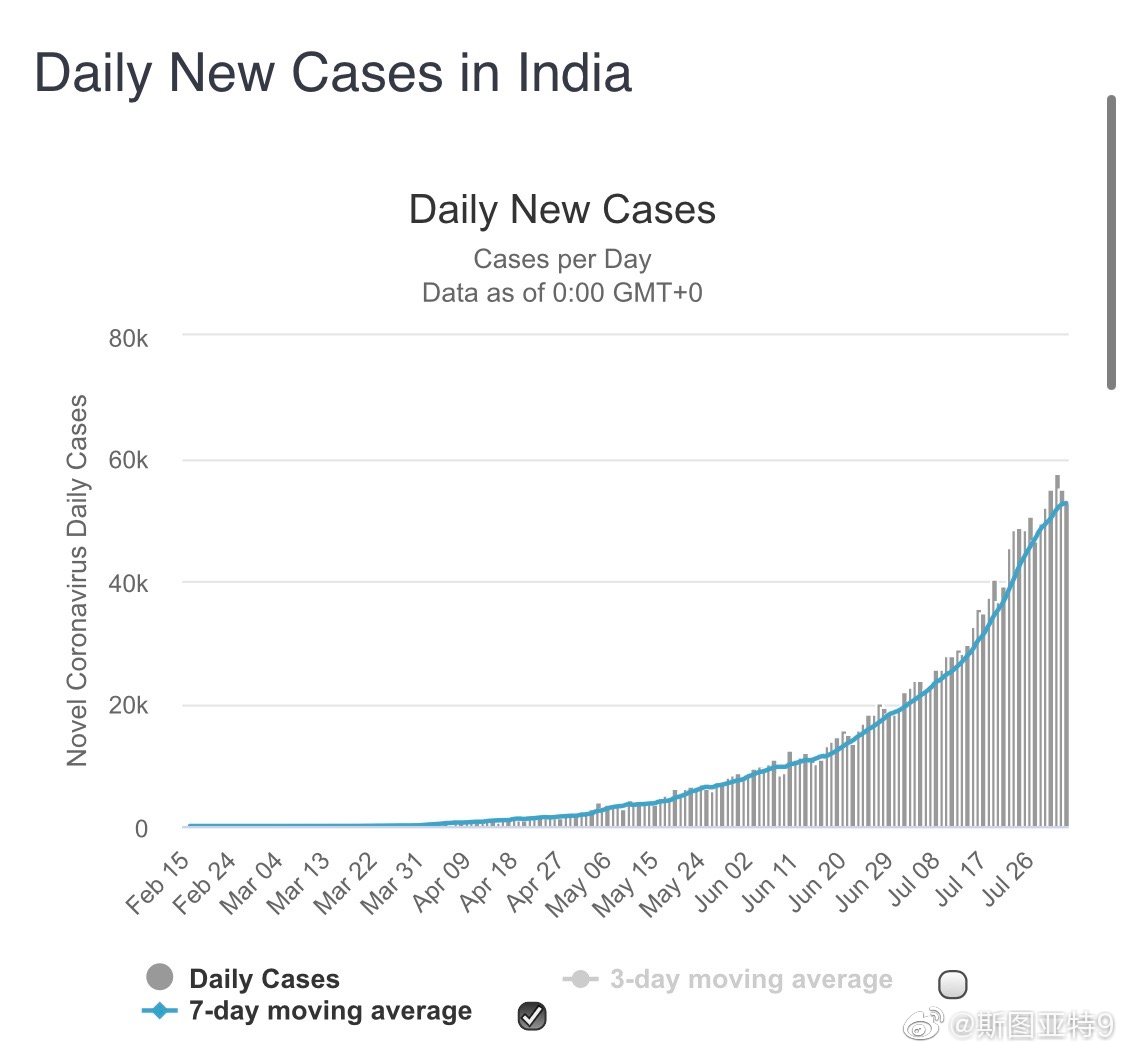 Daily New Cases in India
Daily New Cases
Cases per Day
Data as of 0:00 GMT+0
Novel Coronavirus Daily Cases
80k
60k
40k
20k
0
Feb 15
Feb 24
Mar 04
Mar 13
Mar 22
Mar 31
Apr 09
Apr 18
Apr 27
May 06
May 15
May 24
Jun 02
Jun 11
Jun 20
Jun 29
Jul 08
Jul 17
Jul 26
Daily Cases
3-day moving average
7-day moving average
@斯图亚特9